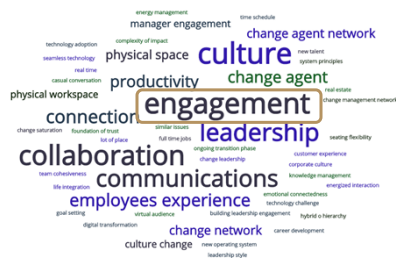 energy management
time schedule
manager engagement
change agent network
technology adoption
complexity of impact
new talent
physical space
culture
seamless technology
system principles
real time
change agent
casual conversation
productivity
real estate
physical workspace
engagement
change management network
connection
change saturation
foundation of trust
similar issues
full time jobs
leadership
seating flexibility
lot of place
ongoing transition phase
collaboration
change leadership
customer experience
corporate culture
team cohesiveness
communications
knowledge management
life integration
energized interaction
employees experience
emotional connectedness
technology challenge
goal setting
virtual audience
building leadership engagement
hybrid o hierarchy
digital transformation
change network
career development
culture change
new operating system
leadership style